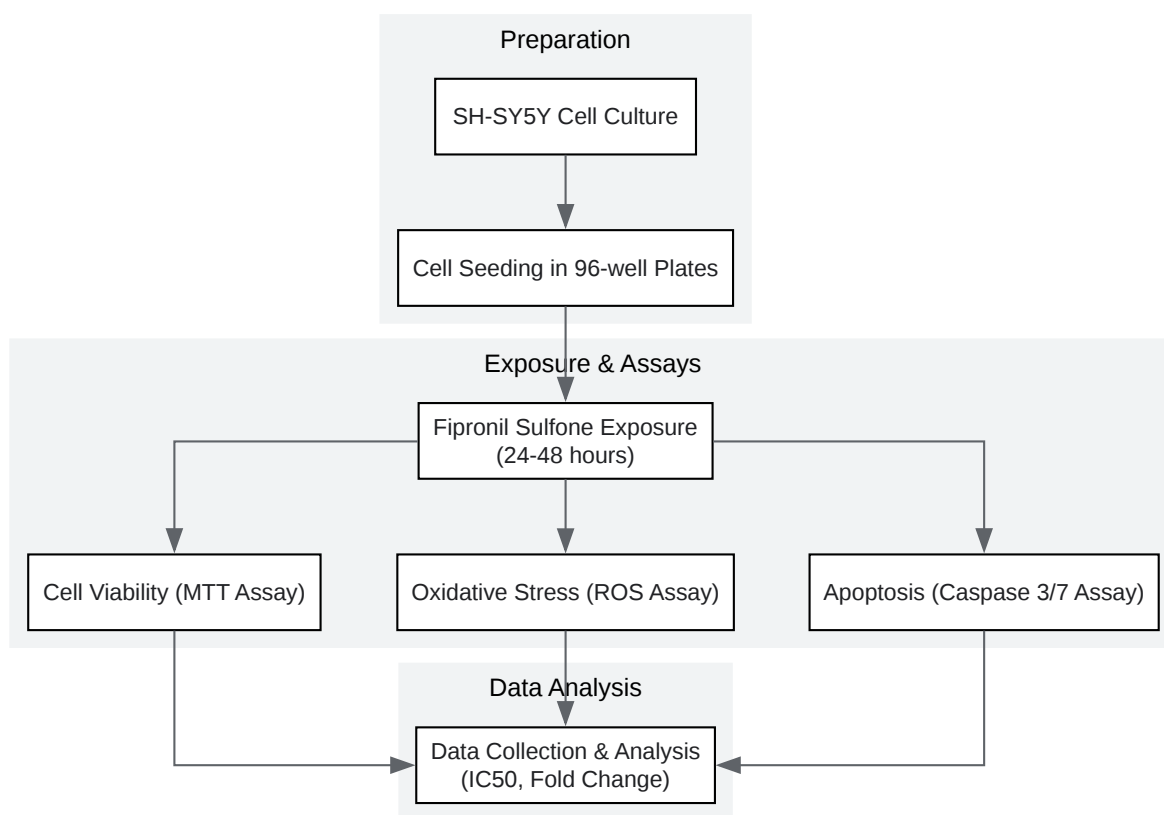 Preparation
SH-SY5Y Cell Culture
Cell Seeding in 96-well Plates
Exposure & Assays
Fipronil Sulfone Exposure
(24-48 hours)
Cell Viability (MTT Assay)
Oxidative Stress (ROS Assay)
Apoptosis (Caspase 3/7 Assay)
Data Analysis
Data Collection & Analysis
(IC50, Fold Change)